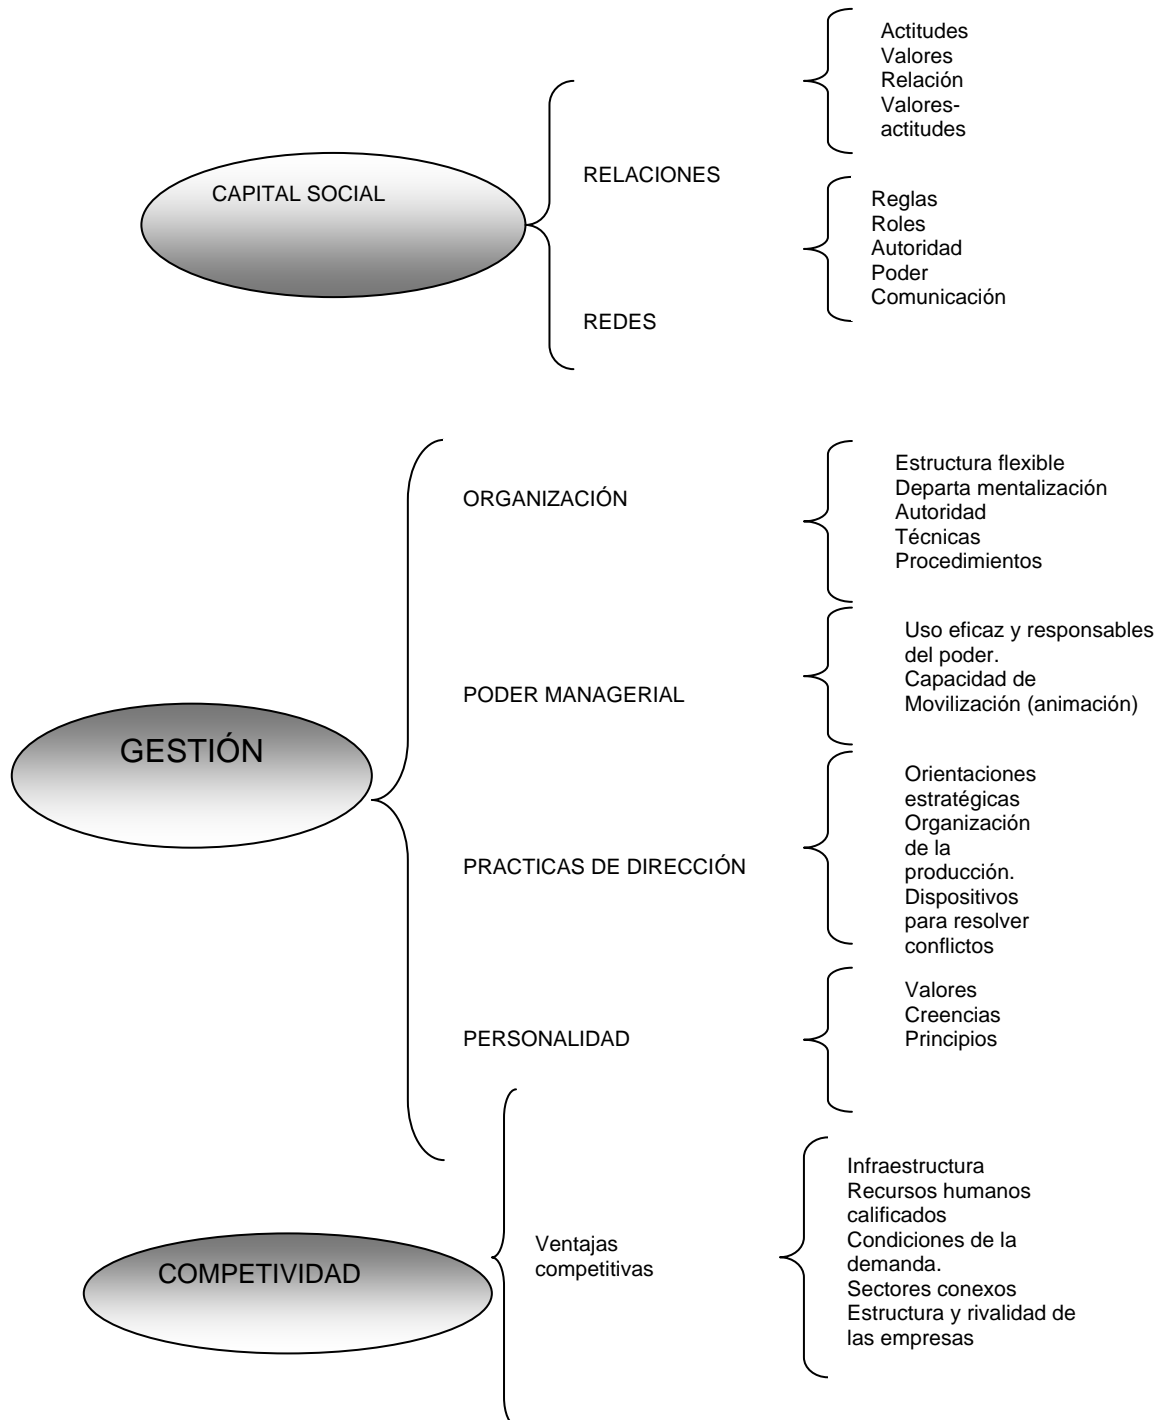 CAPITAL SOCIAL
RELACIONES
Actitudes
Valores
Relación
Valores-
actitudes
REDES
Reglas
Roles
Autoridad
Poder
Comunicación
GESTIÓN
ORGANIZACIÓN
Estructura flexible
Departa mentalización
Autoridad
Técnicas
Procedimientos
PODER MANAGERIAL
Uso eficaz y responsables
del poder.
Capacidad de
Movilización (animación)
PRACTICAS DE DIRECCIÓN
Orientaciones
estratégicas
Organización
de la
producción.
Dispositivos
para resolver
conflictos
PERSONALIDAD
Valores
Creencias
Principios
COMPETIVIDAD
Ventajas
competitivas
Infraestructura
Recursos humanos
calificados
Condiciones de la
demanda.
Sectores conexos
Estructura y rivalidad de
las empresas